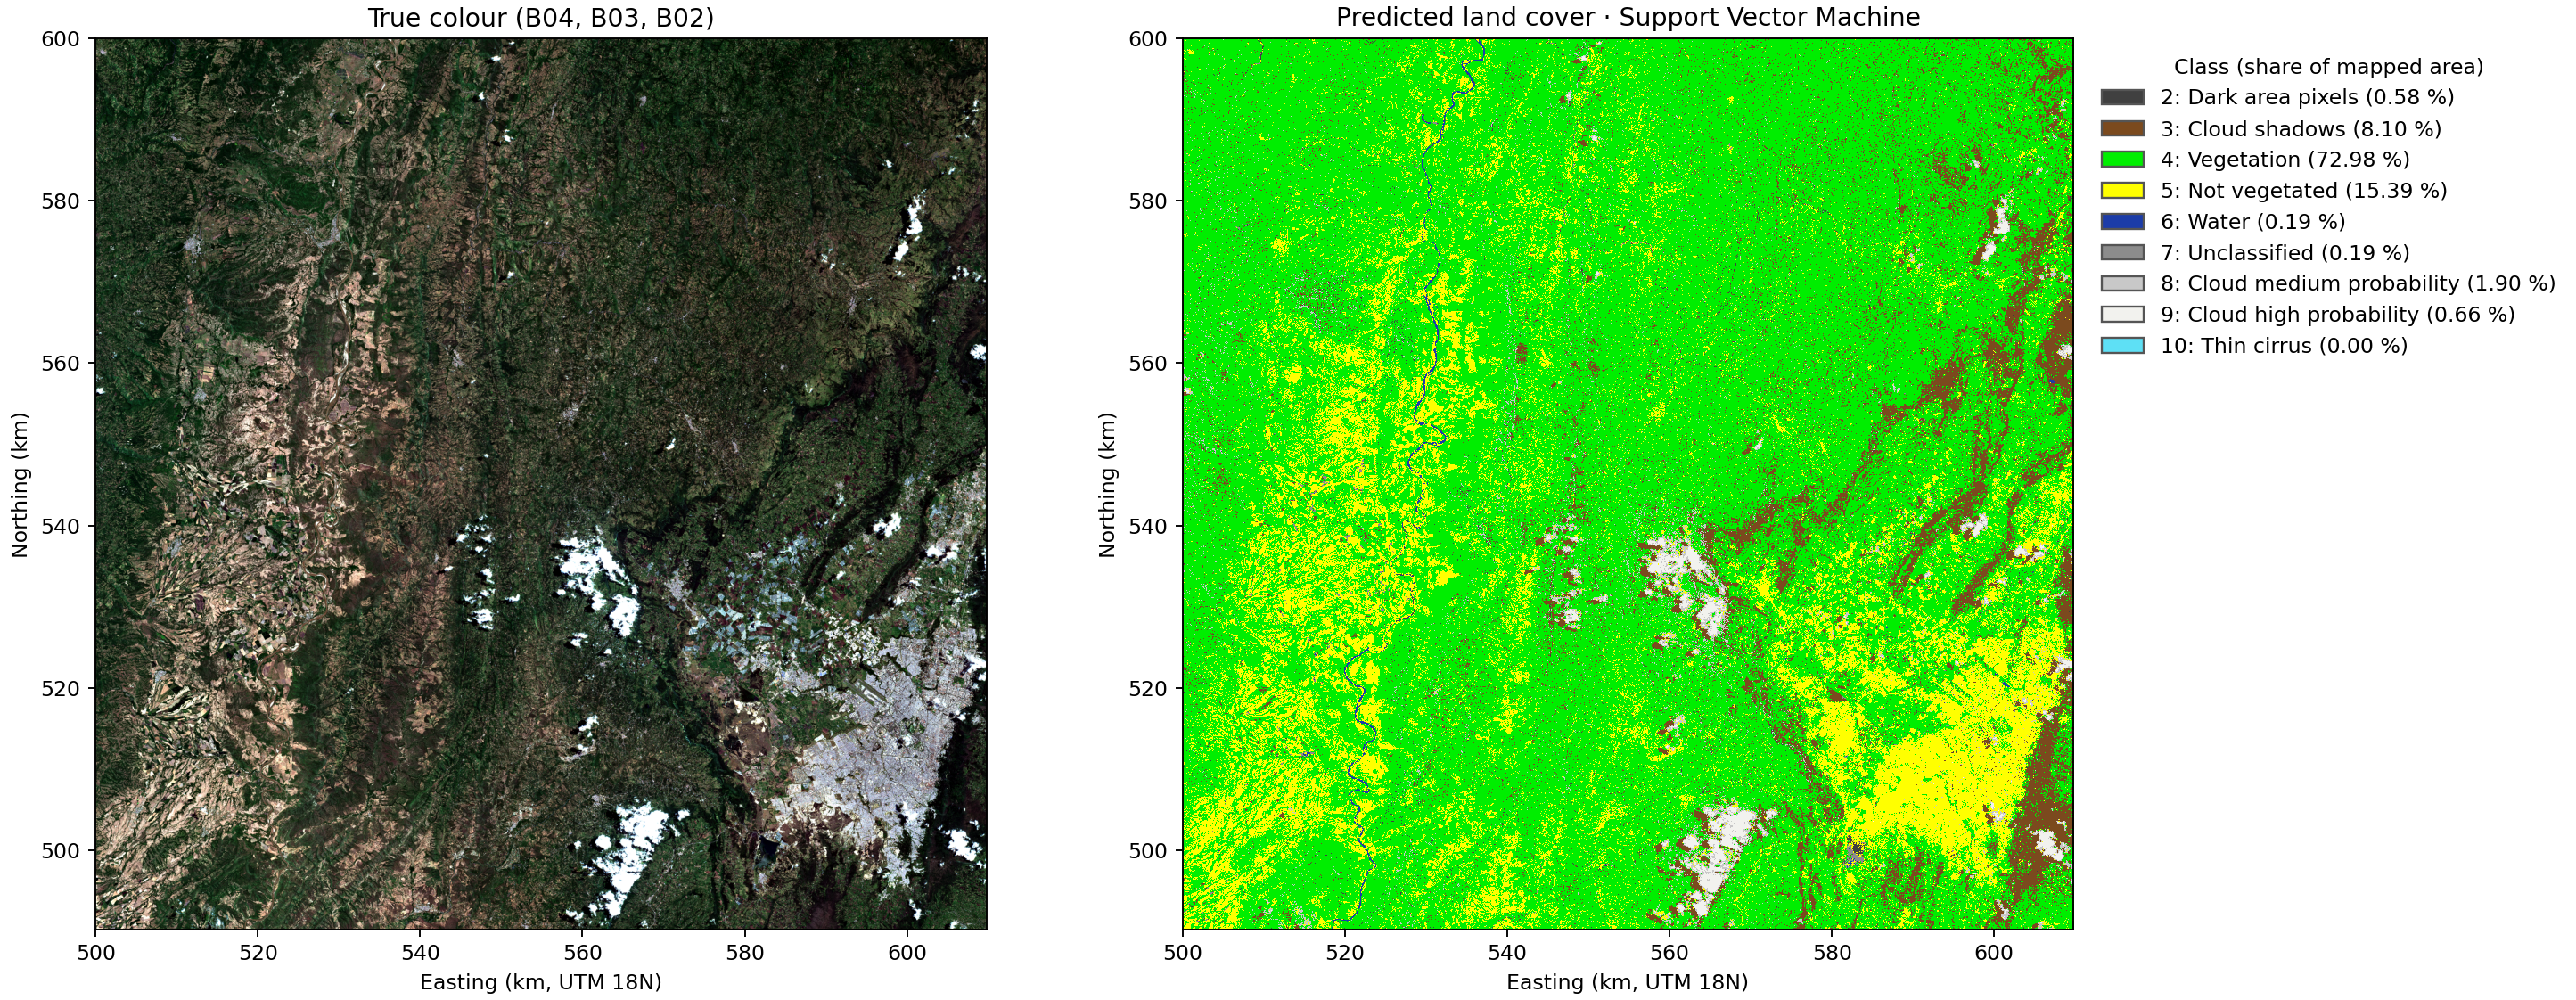 True colour (B04, B03, B02)
600
580
560
540
520
500
Northing (km)
500
520
540
560
580
600
Easting (km, UTM 18N)
Predicted land cover · Support Vector Machine
600
580
560
540
520
500
Northing (km)
500
520
540
560
580
600
Easting (km, UTM 18N)
Class (share of mapped area)
2: Dark area pixels (0.58 %)
3: Cloud shadows (8.10 %)
4: Vegetation (72.98 %)
5: Not vegetated (15.39 %)
6: Water (0.19 %)
7: Unclassified (0.19 %)
8: Cloud medium probability (1.90 %)
9: Cloud high probability (0.66 %)
10: Thin cirrus (0.00 %)